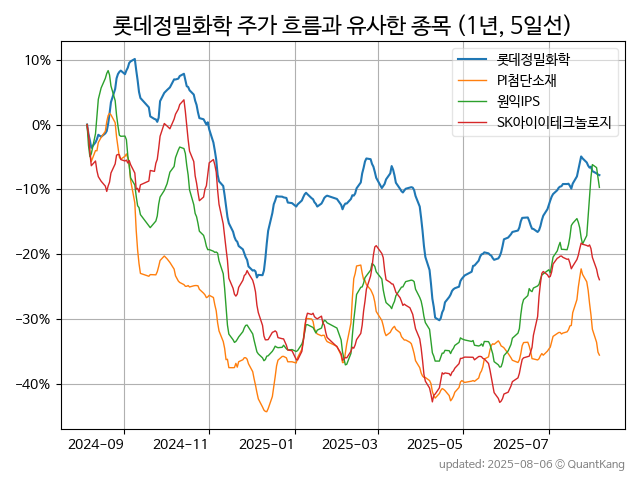 롯데정밀화학 주가 흐름과 유사한 종목 (1년, 5일선)
롯데정밀화학
PI첨단소재
원익IPS
SK아이이테크놀로지
10%
0%
−10%
−20%
−30%
−40%
2024-09 2024-11 2025-01 2025-03 2025-05 2025-07
updated: 2025-08-06 © QuantKang